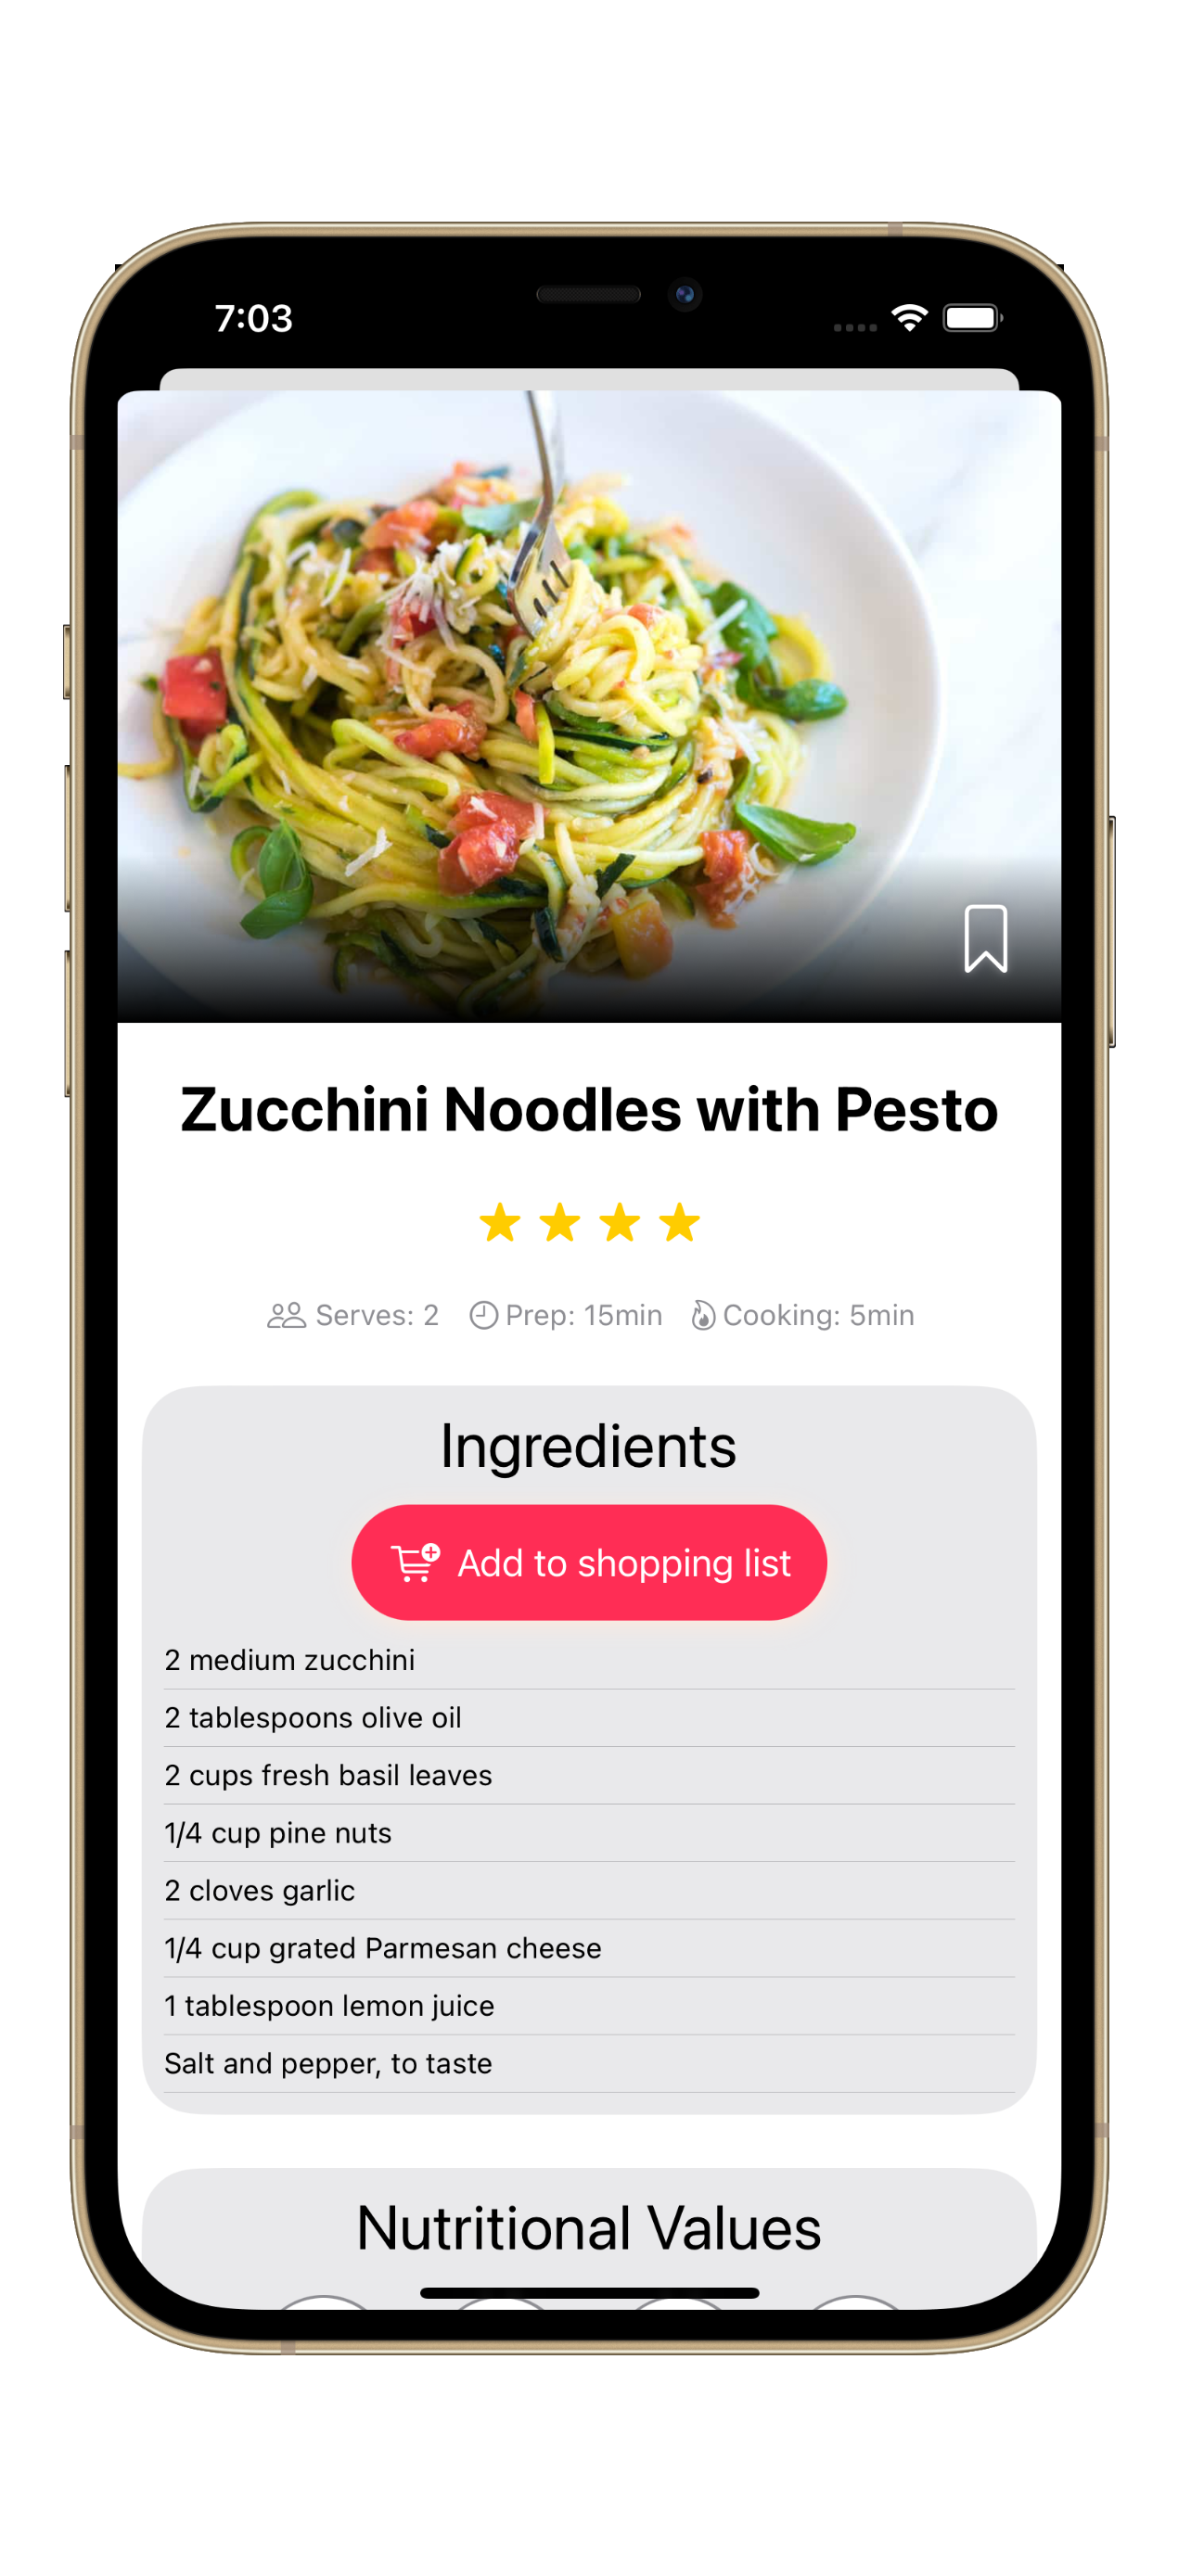 7:03
Zucchini Noodles with Pesto
Serves: 2 Prep: 15min Cooking: 5min
Ingredients
Add to shopping list
2 medium zucchini
2 tablespoons olive oil
2 cups fresh basil leaves
1/4 cup pine nuts
2 cloves garlic
1/4 cup grated Parmesan cheese
1 tablespoon lemon juice
Salt and pepper, to taste
Nutritional Values